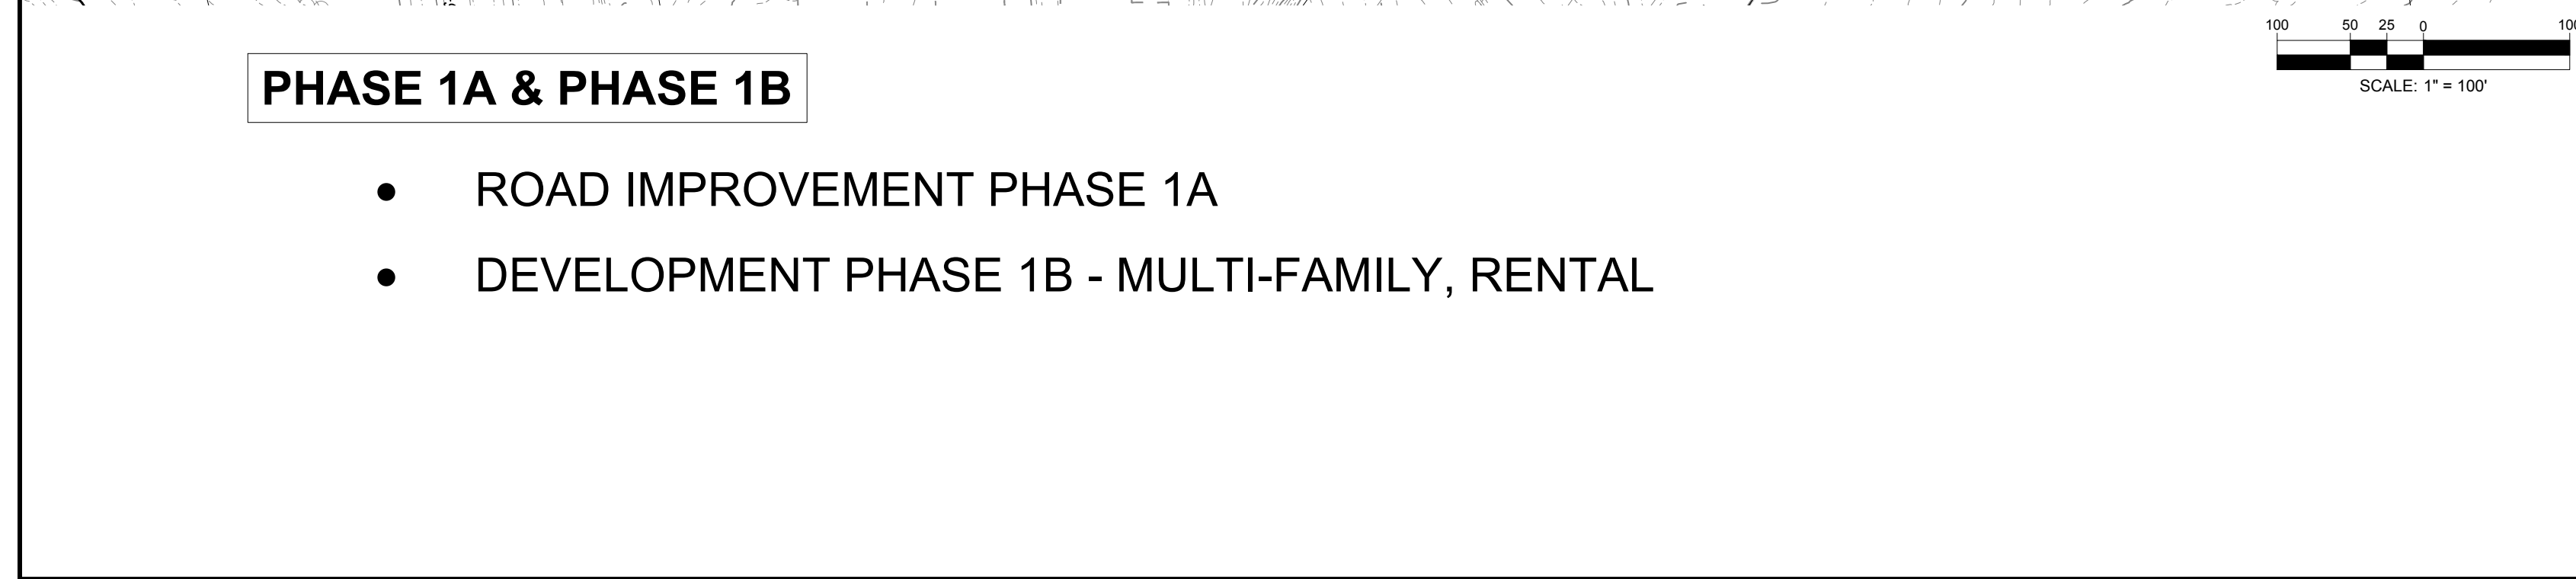 100 50 25 0 100
SCALE: 1" = 100'
PHASE 1A & PHASE 1B
● ROAD IMPROVEMENT PHASE 1A
● DEVELOPMENT PHASE 1B - MULTI-FAMILY, RENTAL